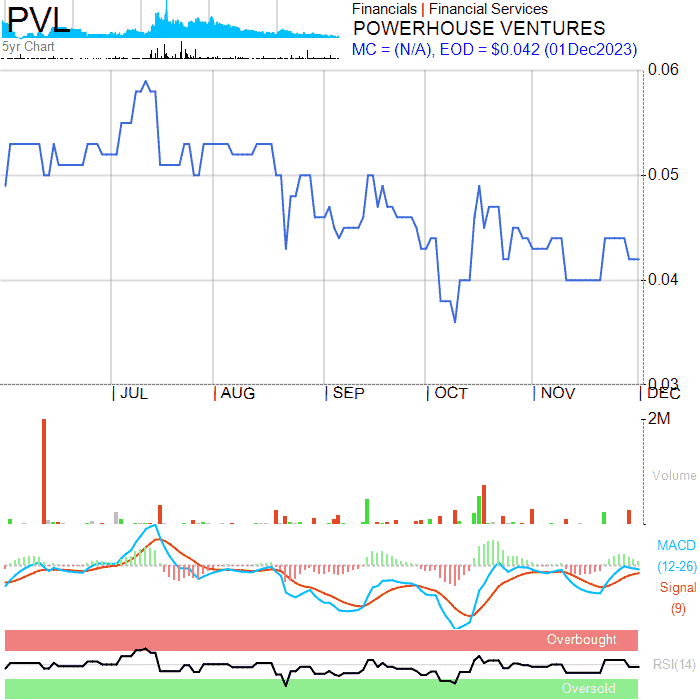 PVL
5yr Chart
Financials | Financial Services
POWERHOUSE VENTURES
MC = (N/A), EOD = $0.042 (01Dec2023)
0.06
0.05
0.04
0.03
JUL
AUG
SEP
OCT
NOV
DEC
2M
Volume
MACD
(12-26)
Signal
(9)
Overbought
RSI(14)
Oversold